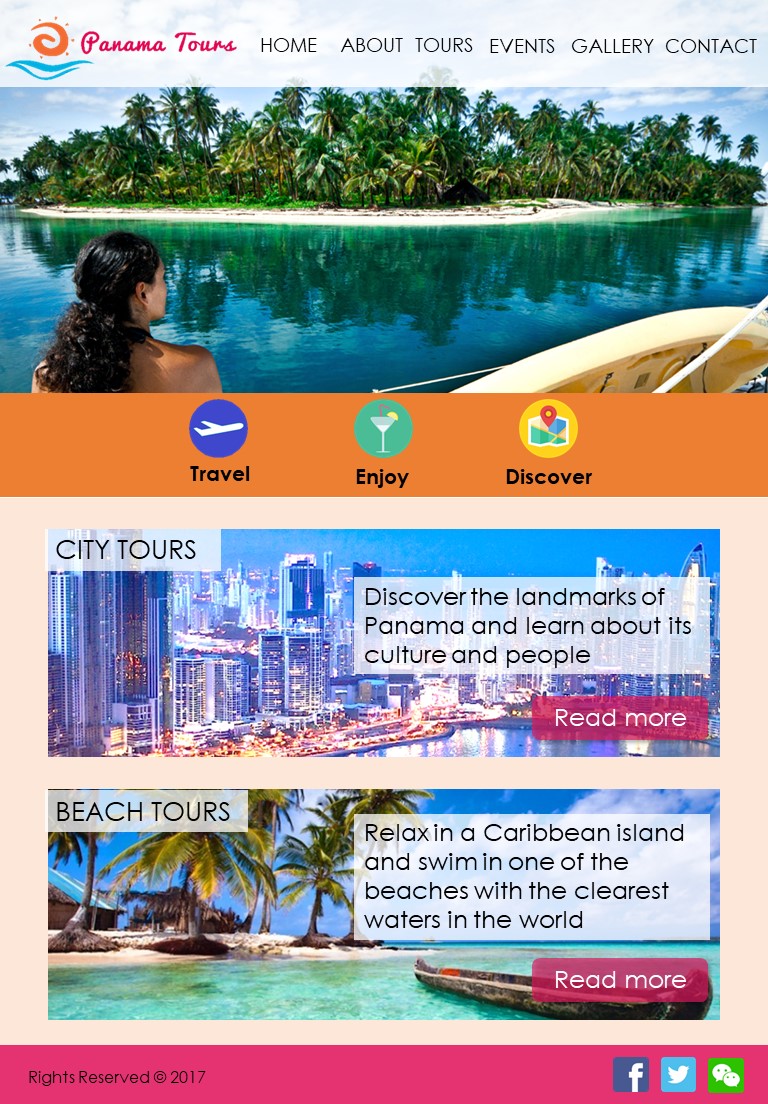 Panama Tours
HOME ABOUT TOURS EVENTS GALLERY CONTACT
Travel Enjoy Discover
CITY TOURS
Discover the landmarks of
Panama and learn about its
culture and people
Read more
BEACH TOURS
Relax in a Caribbean island
and swim in one of the
beaches with the clearest
waters in the world
Read more
Rights Reserved © 2017